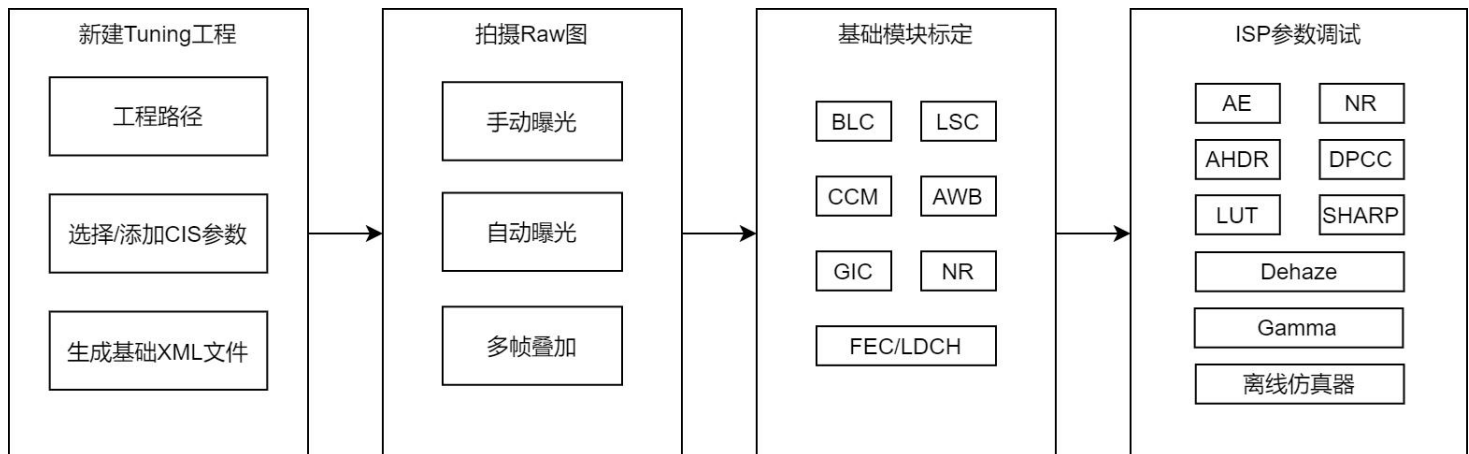 新建Tuning工程
工程路径
选择/添加CIS参数
生成基础XML文件
拍摄Raw图
手动曝光
自动曝光
多帧叠加
基础模块标定
BLC
LSC
CCM
AWB
GIC
NR
FEC/LDCH
ISP参数调试
AE
NR
AHDR
DPCC
LUT
SHARP
Dehaze
Gamma
离线仿真器